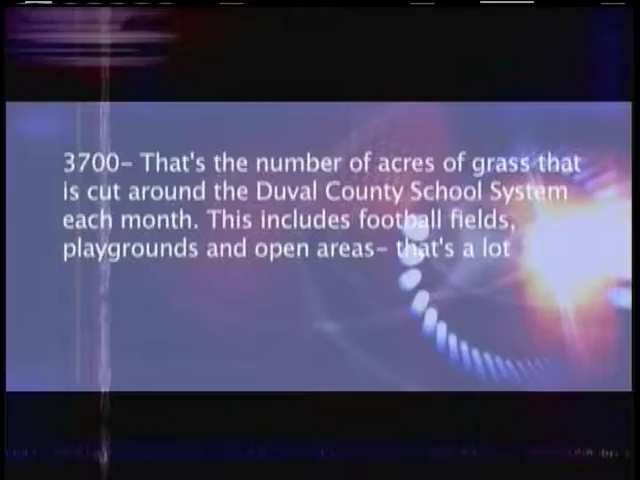 3700- That's the number of acres of grass that
is cut around the Duval County School System
each month. This includes football fields,
playgrounds and open areas- that's a lot